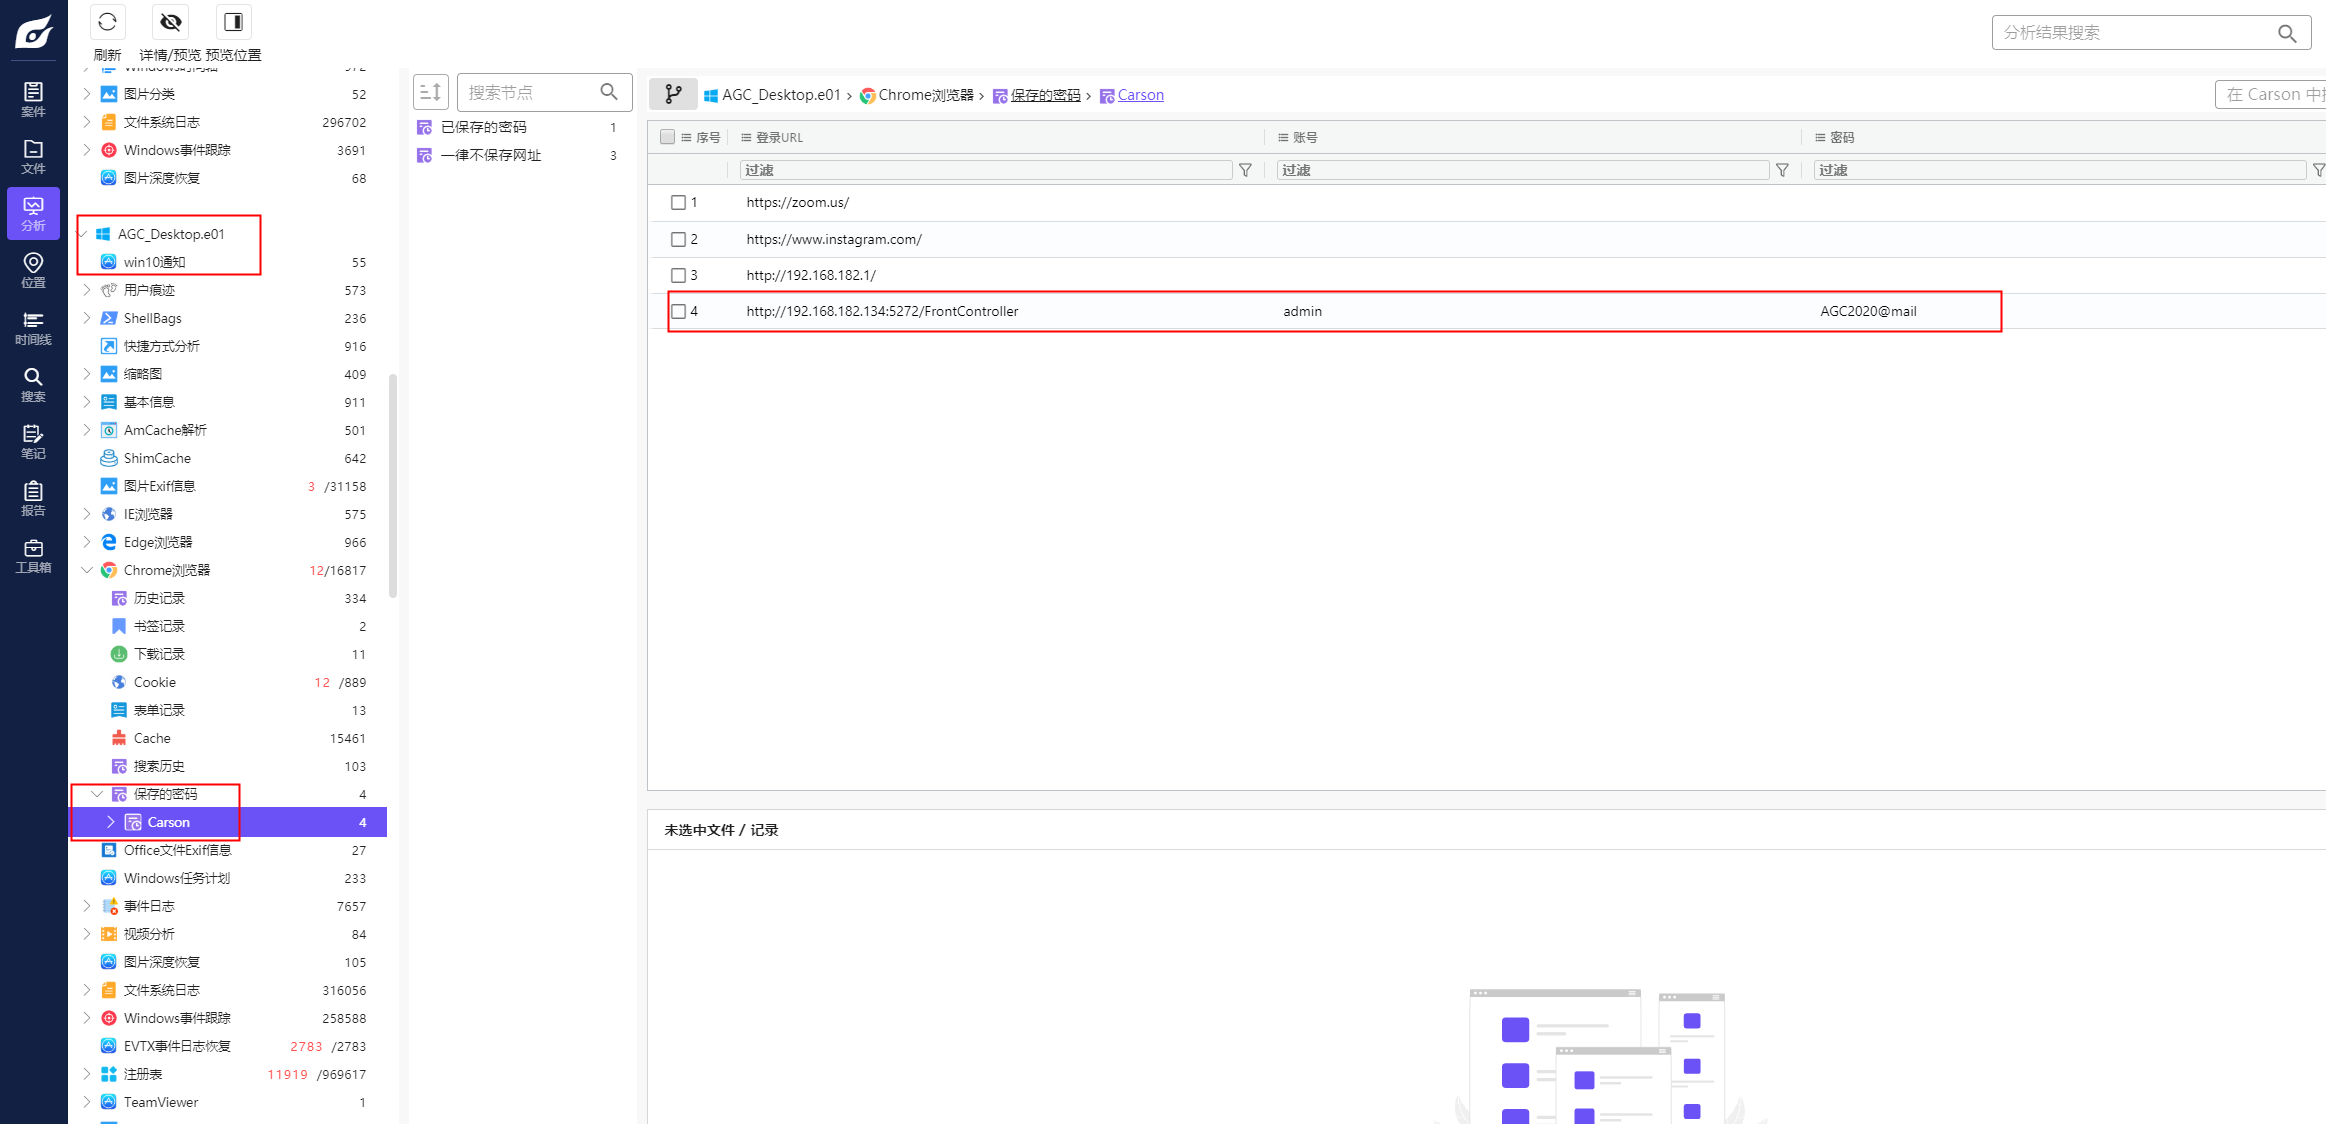 刷新
详情/预览
预览位置
分析结果搜索
案件
文件
分析
位置
时间线
搜索
笔记
报告
工具箱
图片分类 52
文件系统日志 296702
Windows事件跟踪 3691
图片深度恢复 68
AGC_Desktop.e01
win10通知 55
用户痕迹 573
ShellBags 236
快捷方式分析 916
缩略图 409
基本信息 911
AmCache解析 501
ShimCache 642
图片Exif信息 3 /31158
IE浏览器 575
Edge浏览器 966
Chrome浏览器 12/16817
历史记录 334
书签记录 2
下载记录 11
Cookie 12 /889
表单记录 13
Cache 15461
搜索历史 103
保存的密码 4
Carson 4
Office文件Exif信息 27
Windows任务计划 233
事件日志 7657
视频分析 84
图片深度恢复 105
文件系统日志 316056
Windows事件跟踪 258588
EVTX事件日志恢复 2783 /2783
注册表 11919 /969617
TeamViewer 1
搜索节点
已保存的密码 1
一律不保存网址 3
AGC_Desktop.e01 › Chrome浏览器 › 保存的密码 › Carson
在 Carson 中
序号 登录URL 账号 密码
过滤 过滤 过滤
1 https://zoom.us/
2 https://www.instagram.com/
3 http://192.168.182.1/
4 http://192.168.182.134:5272/FrontController admin AGC2020@mail
未选中文件 / 记录